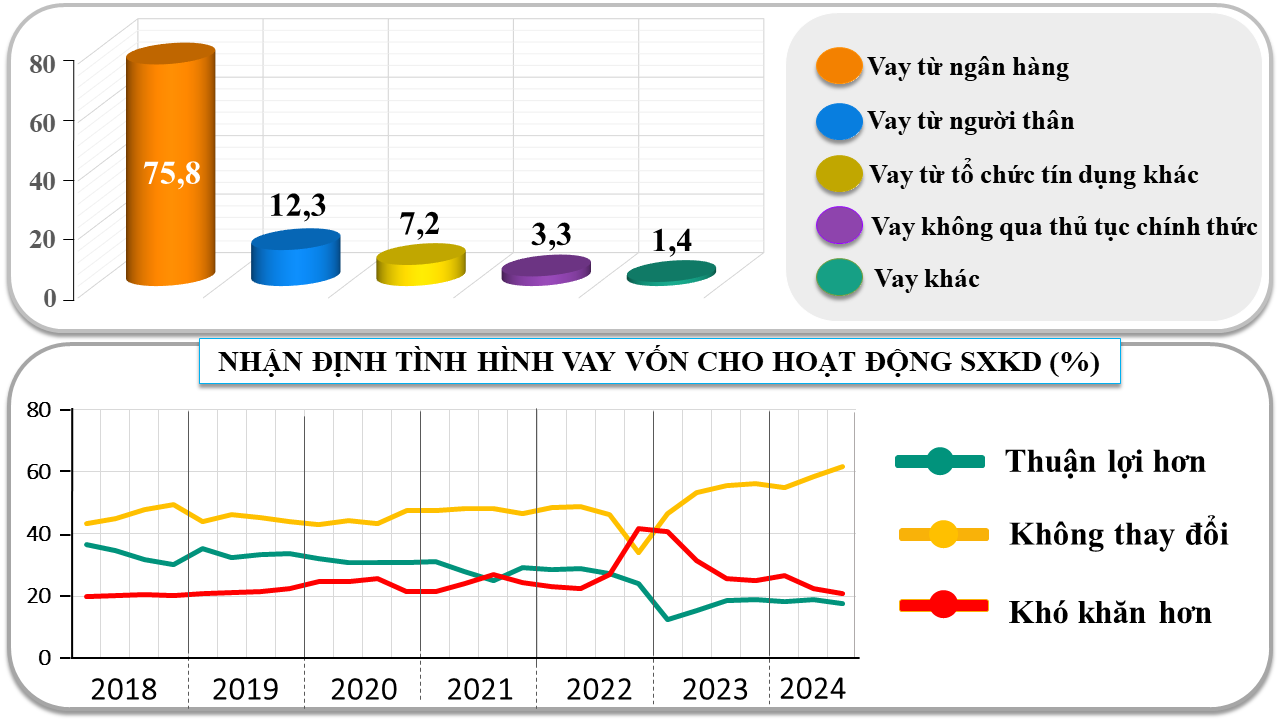 80
60
40
20
0
75,8
12,3
7,2
3,3
1,4
Vay từ ngân hàng
Vay từ người thân
Vay từ tổ chức tín dụng khác
Vay không qua thủ tục chính thức
Vay khác
NHẬN ĐỊNH TÌNH HÌNH VAY VỐN CHO HOẠT ĐỘNG SXKD (%)
80
60
40
20
0
2018 2019 2020 2021 2022 2023 2024
Thuận lợi hơn
Không thay đổi
Khó khăn hơn